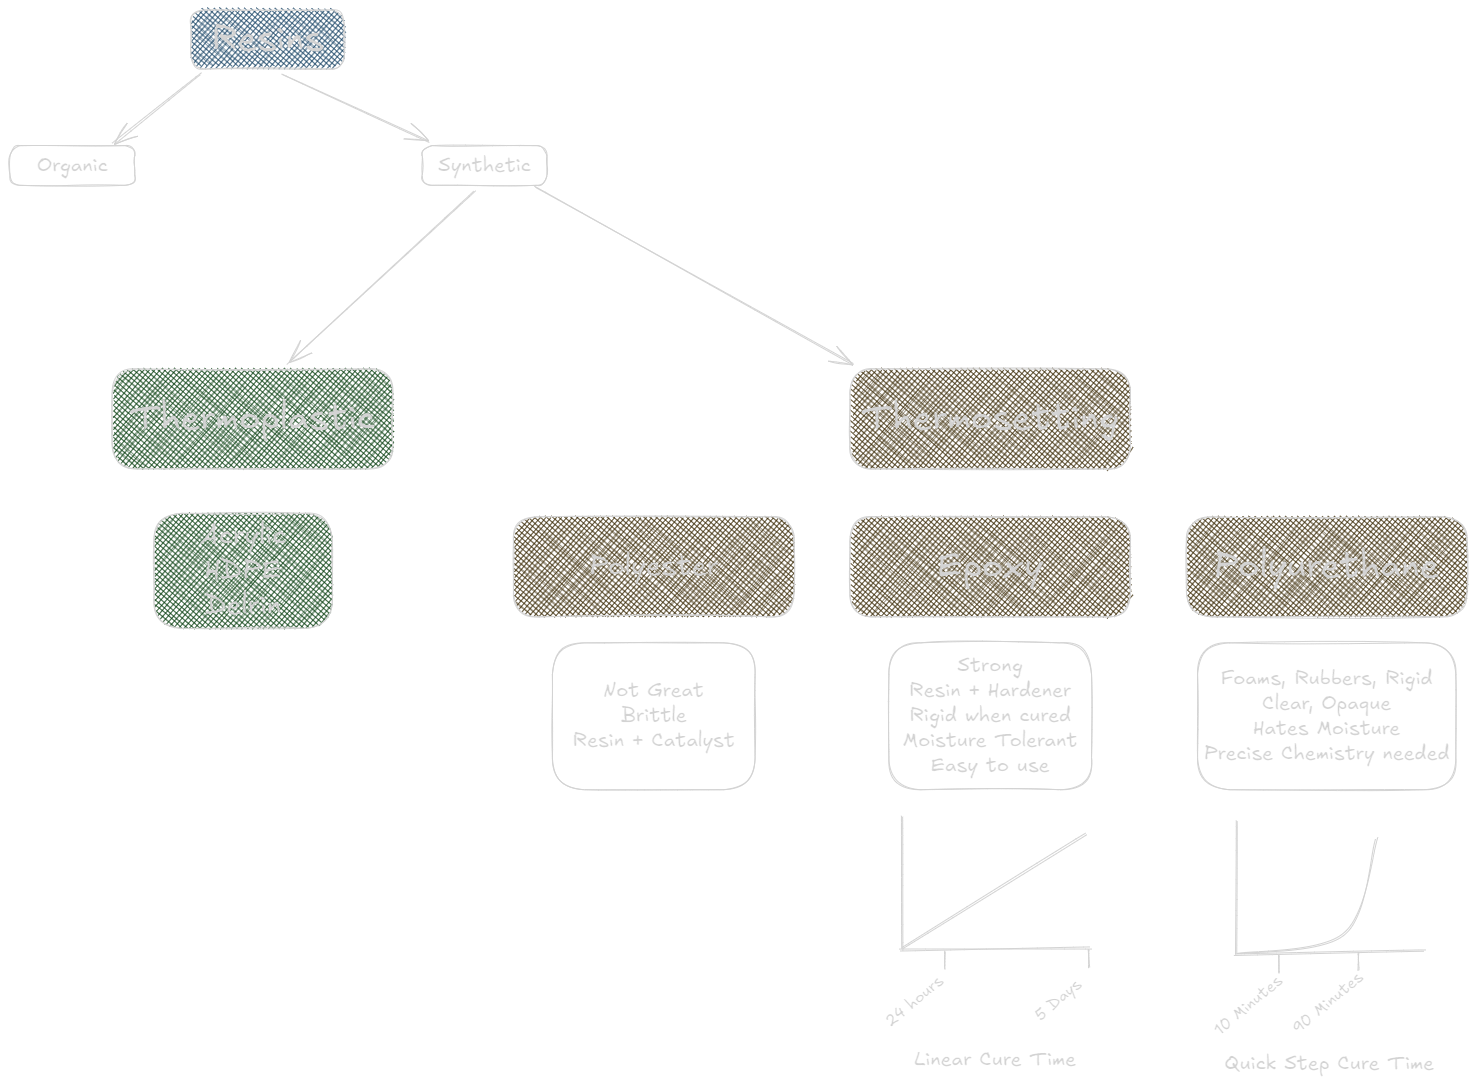 Resins
Organic
Synthetic
Thermoplastic
Thermosetting
Acrylic
HDPE
Delrin
Polyester
Epoxy
Polyurethane
Not Great
Brittle
Resin + Catalyst
Strong
Resin + Hardener
Rigid when cured
Moisture Tolerant
Easy to use
Foams, Rubbers, Rigid
Clear, Opaque
Hates Moisture
Precise Chemistry needed
24 hours
5 Days
Linear Cure Time
10 Minutes
90 Minutes
Quick Step Cure Time